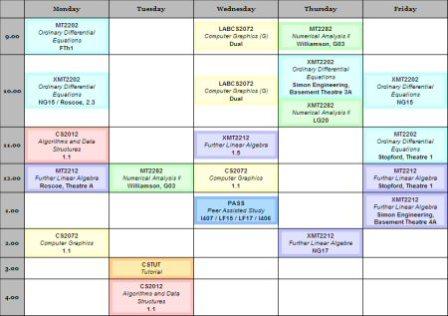 Monday Tuesday Wednesday Thursday Friday
9.00
MT2202
Ordinary Differential
Equations
FTh1
LABCS2072
Computer Graphics (G)
Dual
MT2282
Numerical Analysis II
Williamson, G03
10.00
XMT2202
Ordinary Differential
Equations
NG15 / Roscoe, 2.3
LABCS2072
Computer Graphics (G)
Dual
XMT2202
Ordinary Differential
Equations
Simon Engineering,
Basement Theatre 3A
XMT2282
Numerical Analysis II
LG20
XMT2202
Ordinary Differential
Equations
NG15
11.00
CS2012
Algorithms and Data
Structures
1.1
XMT2212
Further Linear Algebra
1.5
MT2202
Ordinary Differential
Equations
Stopford, Theatre 1
12.00
MT2212
Further Linear Algebra
Roscoe, Theatre A
MT2282
Numerical Analysis II
Williamson, G03
CS2072
Computer Graphics
1.1
MT2212
Further Linear Algebra
Stopford, Theatre 1
1.00
PASS
Peer Assisted Study
I407 / LF15 / LF17 / I406
XMT2212
Further Linear Algebra
Simon Engineering,
Basement Theatre 4A
2.00
CS2072
Computer Graphics
1.1
XMT2212
Further Linear Algebra
NG17
3.00
CSTUT
Tutorial
4.00
CS2012
Algorithms and Data
Structures
1.1